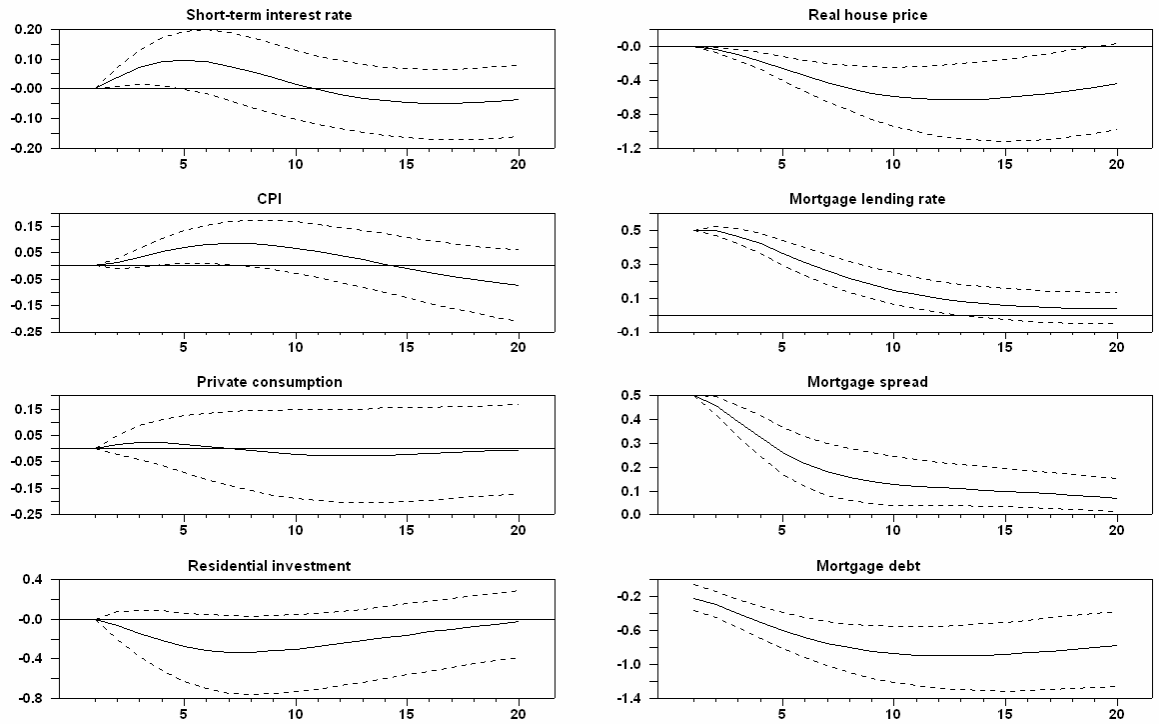 Short-term interest rate
0.20
0.10
-0.00
-0.10
-0.20
5 10 15 20
Real house price
-0.0
-0.4
-0.8
-1.2
5 10 15 20
CPI
0.15
0.05
-0.05
-0.15
-0.25
5 10 15 20
Mortgage lending rate
0.5
0.3
0.1
-0.1
5 10 15 20
Private consumption
0.15
0.05
-0.05
-0.15
-0.25
5 10 15 20
Mortgage spread
0.5
0.4
0.3
0.2
0.1
0.0
5 10 15 20
Residential investment
0.4
-0.0
-0.4
-0.8
5 10 15 20
Mortgage debt
-0.2
-0.6
-1.0
-1.4
5 10 15 20